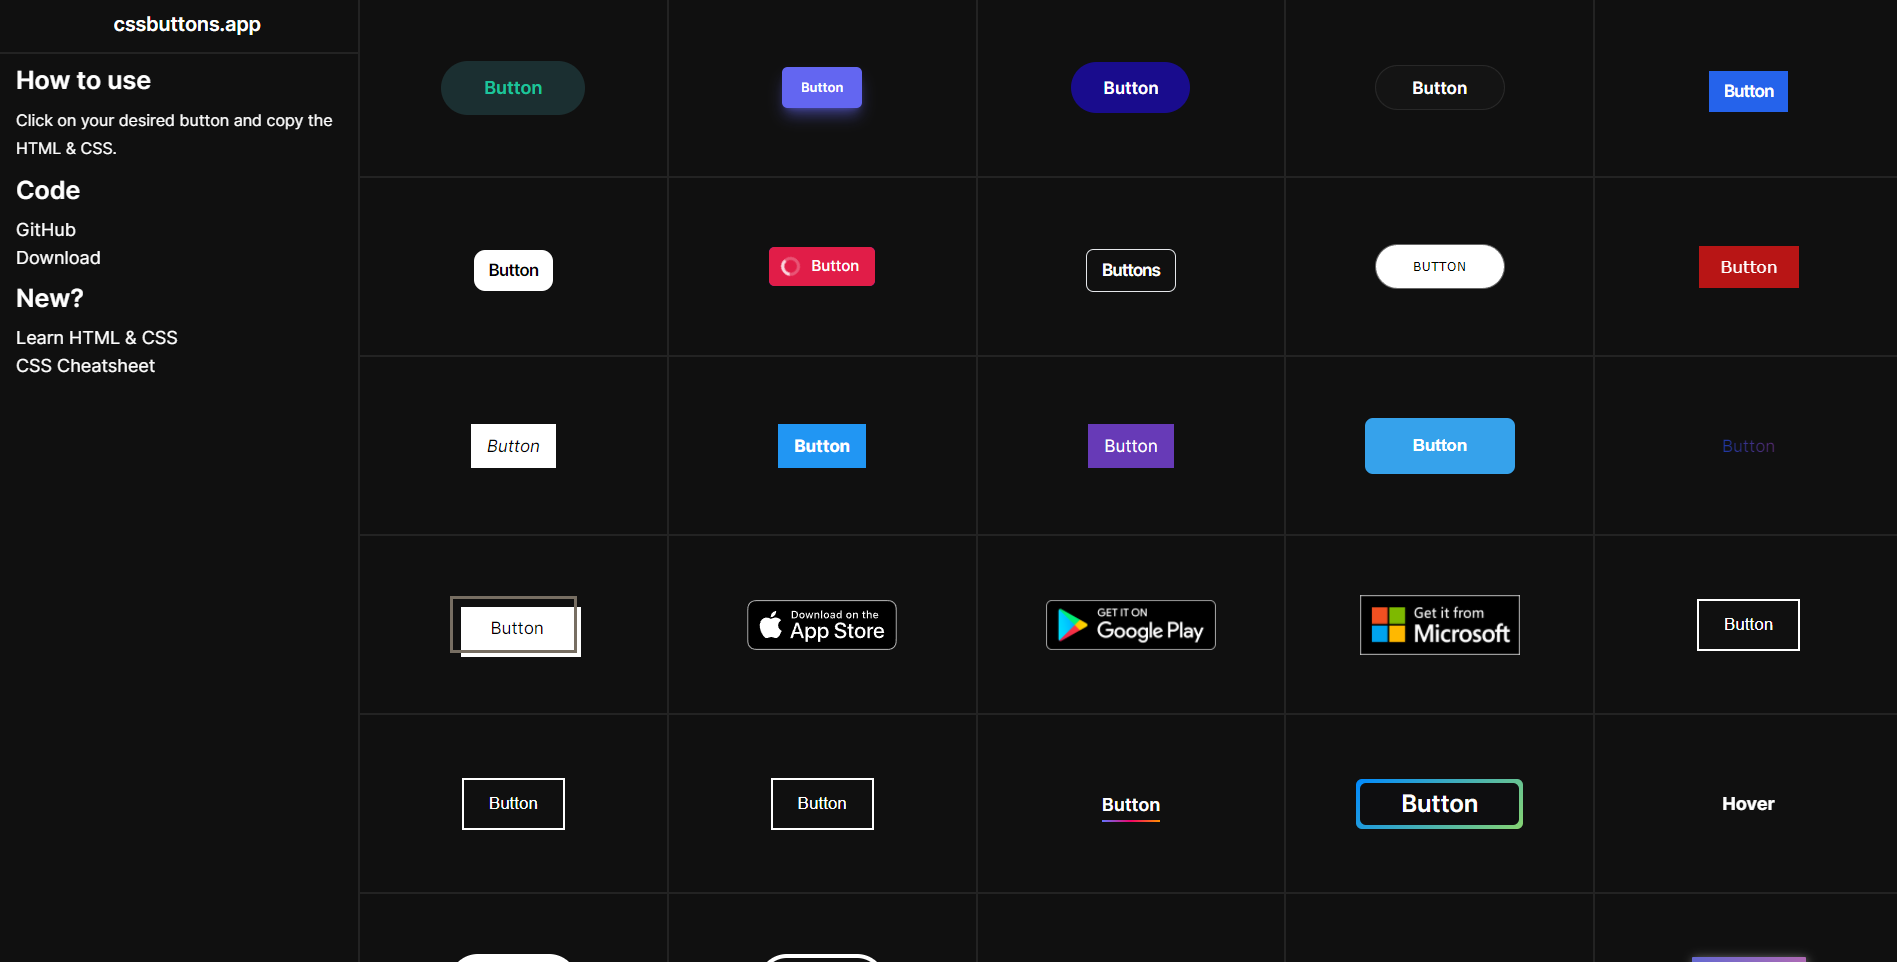 cssbuttons.app
How to use
Click on your desired button and copy the
HTML & CSS.
Code
GitHub
Download
New?
Learn HTML & CSS
CSS Cheatsheet
Button
Button
Button
Button
Button
Button
Button
Buttons
BUTTON
Button
Button
Button
Button
Button
Button
Button
Download on the
App Store
GET IT ON
Google Play
Get it from
Microsoft
Button
Button
Button
Button
Button
Hover